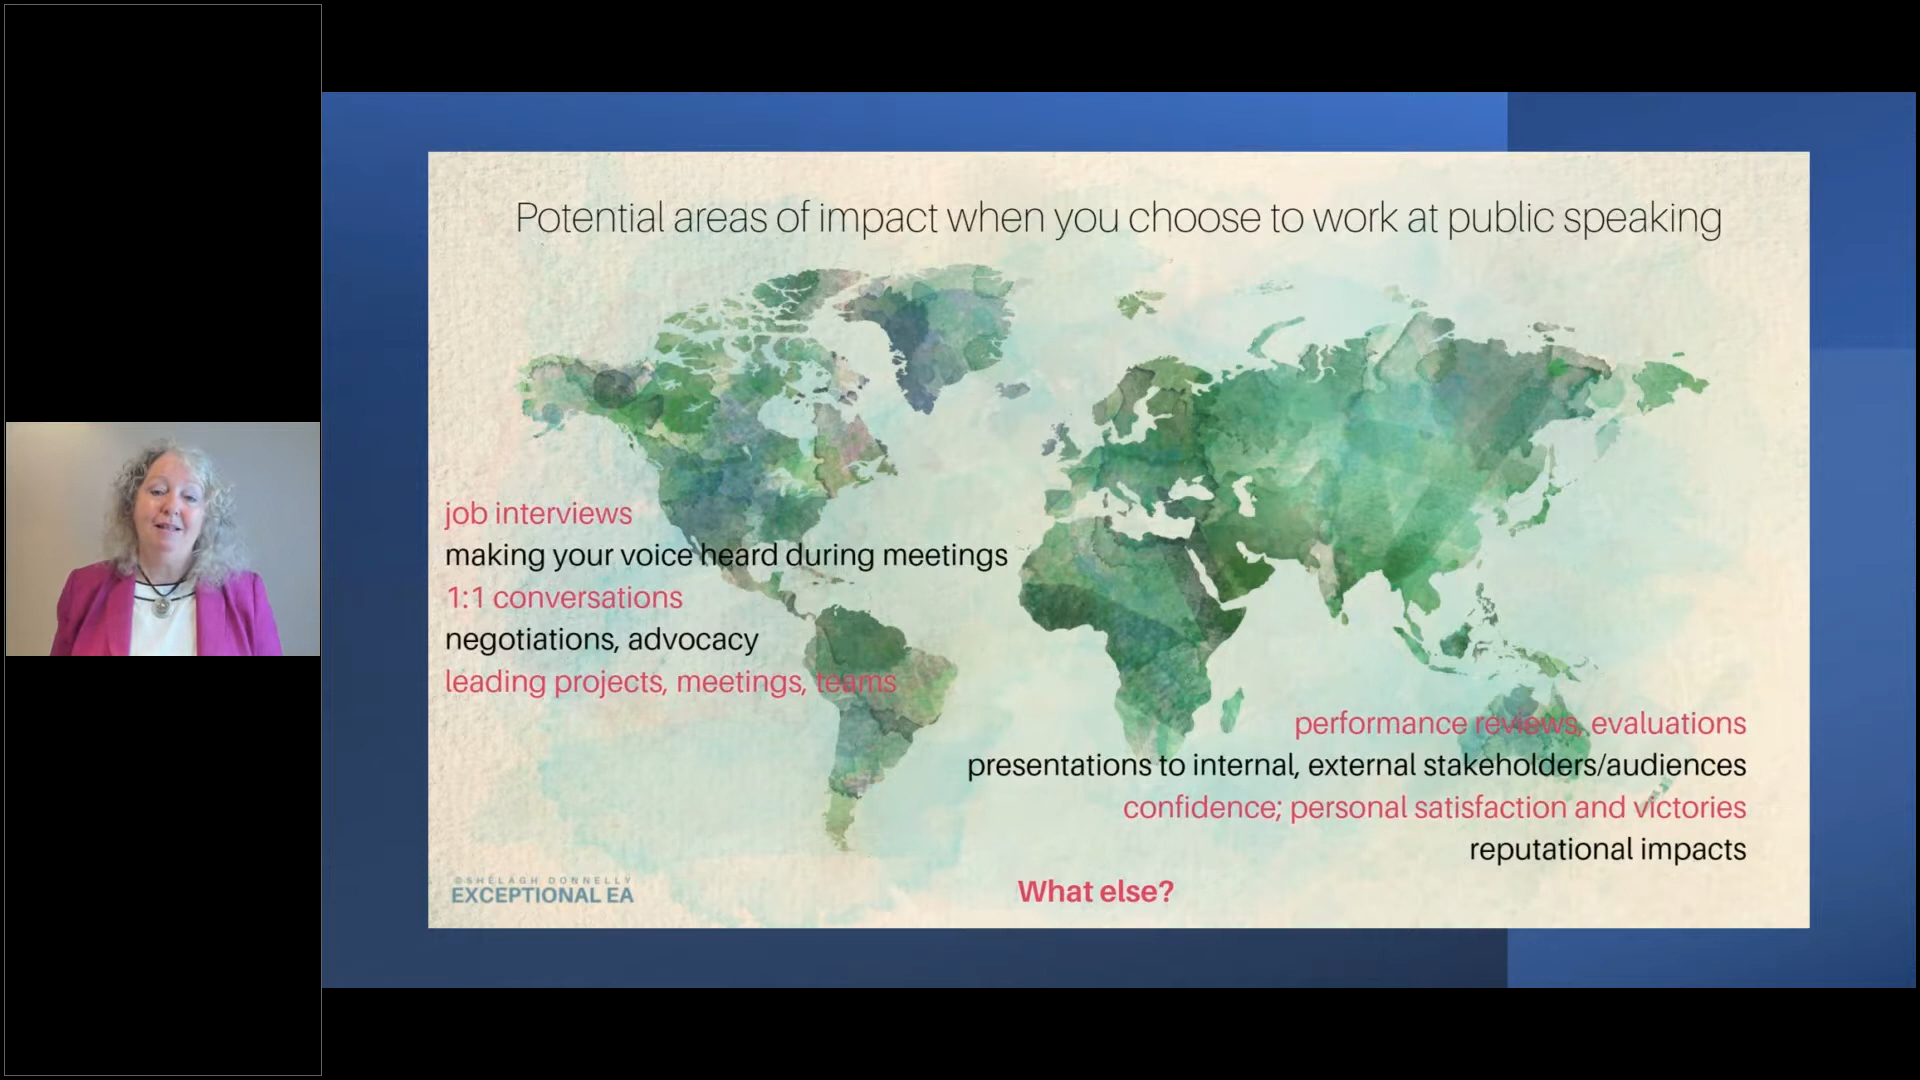 Potential areas of impact when you choose to work at public speaking
job interviews
making your voice heard during meetings
1:1 conversations
negotiations, advocacy
leading projects, meetings, teams
performance reviews, evaluations
presentations to internal, external stakeholders/audiences
confidence; personal satisfaction and victories
reputational impacts
What else?
©SHELAGH DONNELLY
EXCEPTIONAL EA